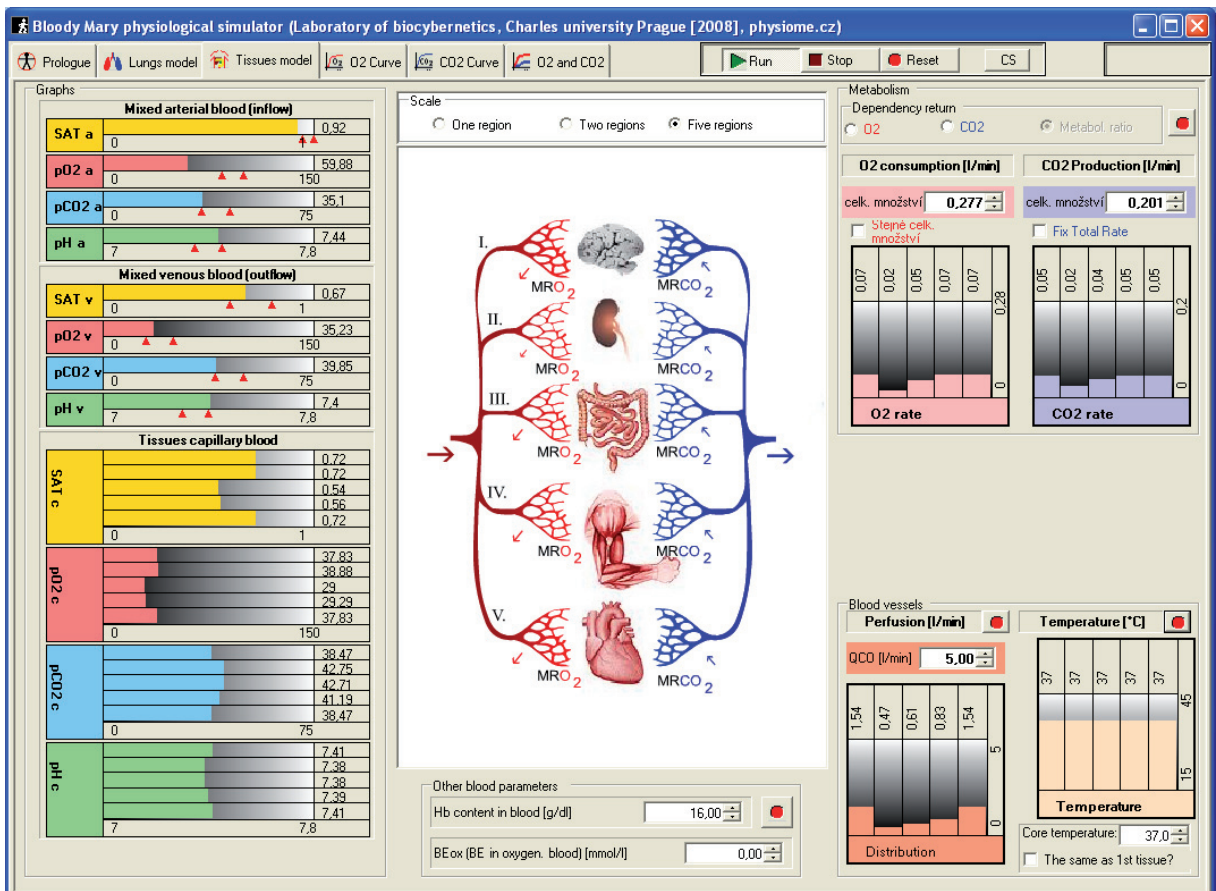 Bloody Mary physiological simulator (Laboratory of biocybernetics, Charles university Prague [2008], physiome.cz)
Prologue Lungs model Tissues model O2 Curve CO2 Curve O2 and CO2 Run Stop Reset CS
Graphs
Mixed arterial blood (inflow)
SAT a 0,92
0 1
pO2 a 59,88
0 150
pCO2 a 35,1
0 75
pH a 7,44
7 7,8
Mixed venous blood (outflow)
SAT v 0,67
0 1
pO2 v 35,23
0 150
pCO2 v 39,85
0 75
pH v 7,4
7 7,8
Tissues capillary blood
SAT c
0,72
0,72
0,54
0,56
0,72
0 1
pO2 c
37,83
38,88
29
29,29
37,83
0 150
pCO2 c
38,47
42,75
42,71
41,19
38,47
0 75
pH c
7,41
7,38
7,38
7,39
7,41
7 7,8
Scale
One region Two regions Five regions
I.
MRO2 MRCO2
II.
MRO2 MRCO2
III.
MRO2 MRCO2
IV.
MRO2 MRCO2
V.
MRO2 MRCO2
Other blood parameters
Hb content in blood [g/dl] 16,00
BEox (BE in oxygen. blood) [mmol/l] 0,00
Metabolism
Dependency return
O2 CO2 Metabol. ratio
O2 consumption [l/min] CO2 Production [l/min]
celk. množství 0,277 celk. množství 0,201
Stejné celk. množství Fix Total Rate
0,07 0,02 0,05 0,07 0,07 0,28 0
0,05 0,02 0,04 0,05 0,05 0,2 0
O2 rate CO2 rate
Blood vessels
Perfusion [l/min] Temperature [°C]
QCO [l/min] 5,00
1,54 0,47 0,61 0,83 1,54 5 0
37 37 37 37 37 45 15
Distribution Temperature
Core temperature: 37,0
The same as 1st tissue?